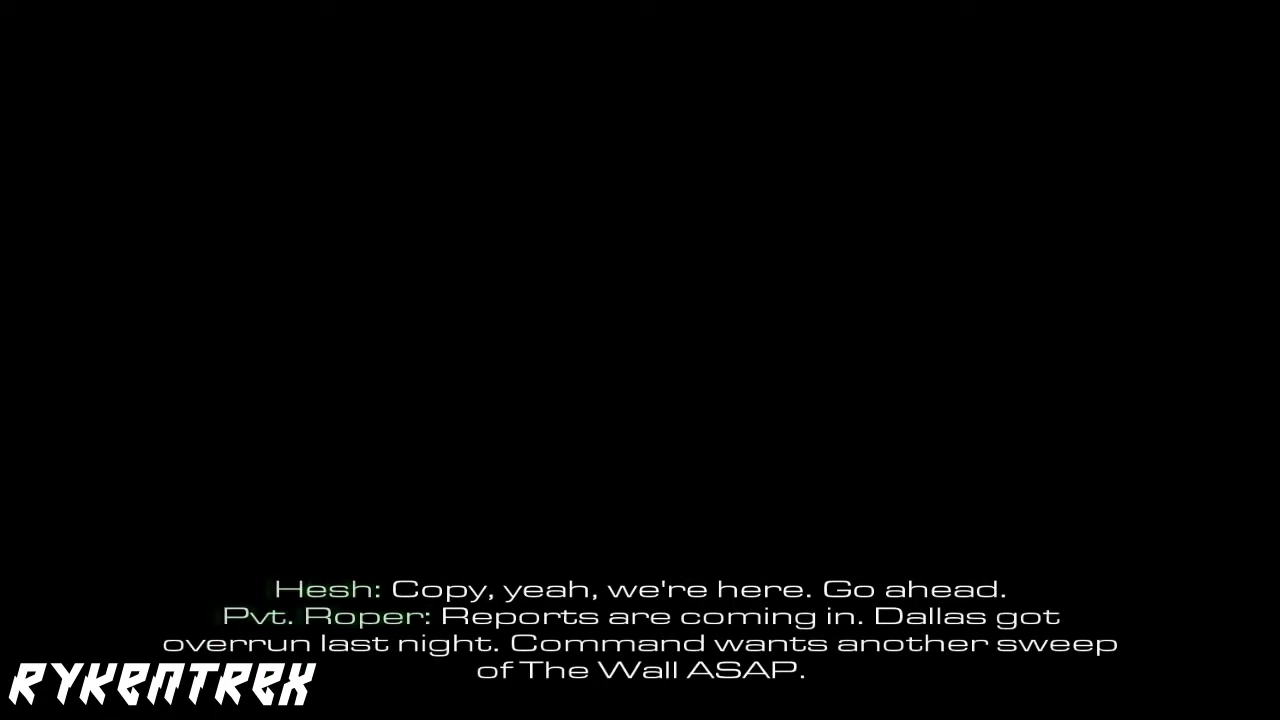 Hesh: Copy, yeah, we're here. Go ahead.
Pvt. Roper: Reports are coming in. Dallas got
overrun last night. Command wants another sweep
of The Wall ASAP.
RYKENTREX